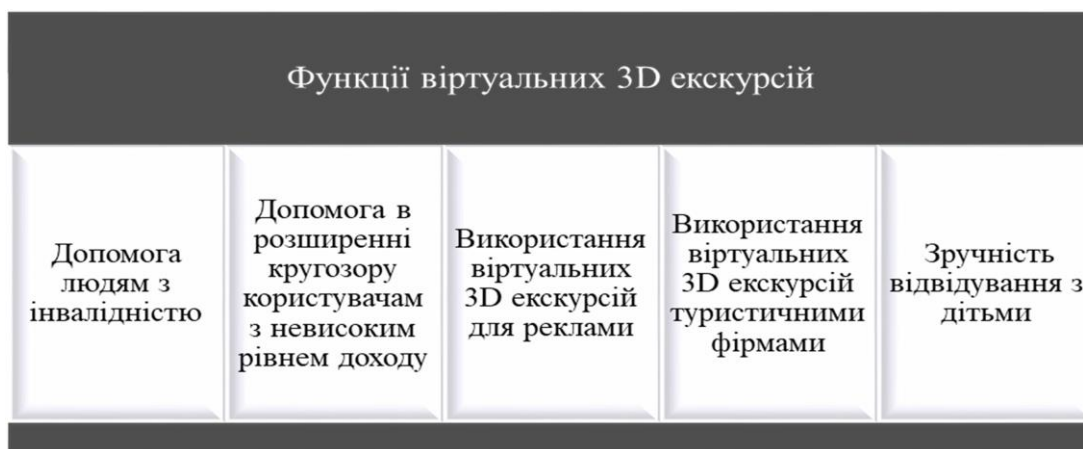 Функції віртуальних 3D екскурсій
Допомога
людям з
інвалідністю
Допомога в
розширенні
кругозору
користувачам
з невисоким
рівнем доходу
Використання
віртуальних
3D екскурсій
для реклами
Використання
віртуальних
3D екскурсій
туристичними
фірмами
Зручність
відвідування з
дітьми